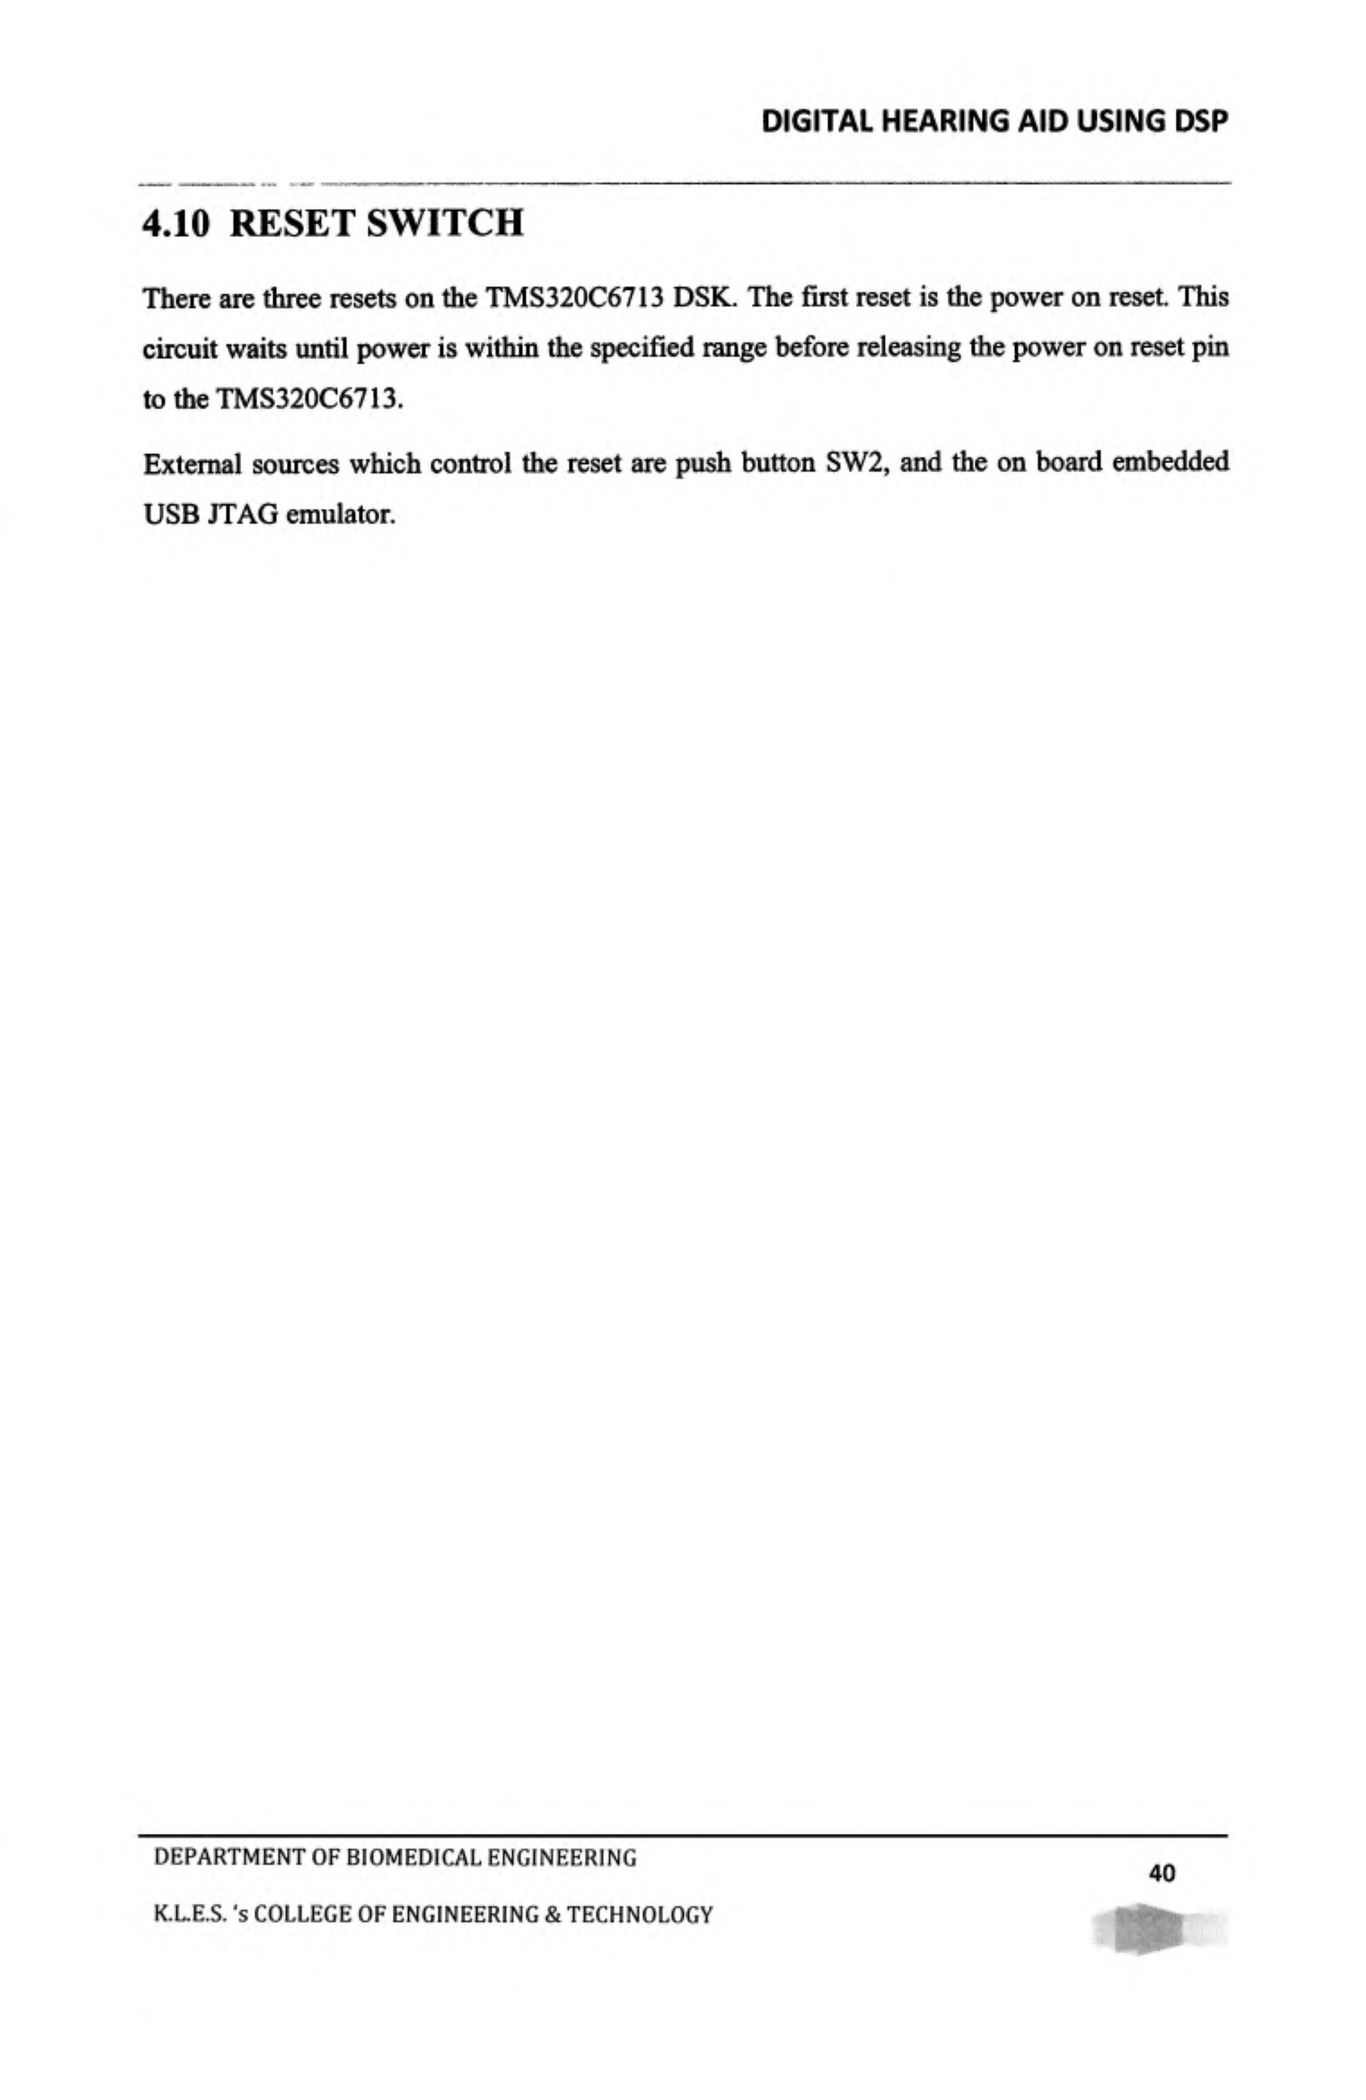 DIGITAL HEARING AID USING DSP
4.10 RESET SWITCH
There are three resets on the TMS320C6713 DSK. The first reset is the power on reset. This
circuit waits until power is within the specified range before releasing the power on reset pin
to the TMS320C6713.
External sources which control the reset are push button SW2, and the on board embedded
USB JTAG emulator.
DEPARTMENT OF BIOMEDICAL ENGINEERING
40
K.L.E.S. 's COLLEGE OF ENGINEERING & TECHNOLOGY